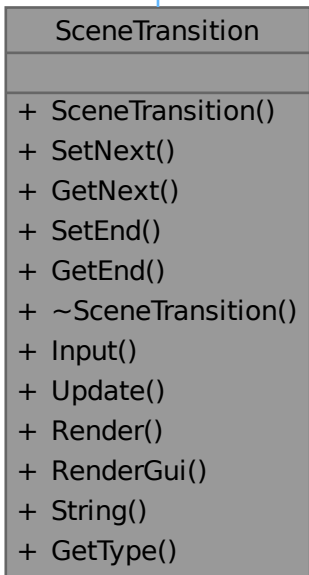 SceneTransition
+ SceneTransition()
+ SetNext()
+ GetNext()
+ SetEnd()
+ GetEnd()
+ ~SceneTransition()
+ Input()
+ Update()
+ Render()
+ RenderGui()
+ String()
+ GetType()